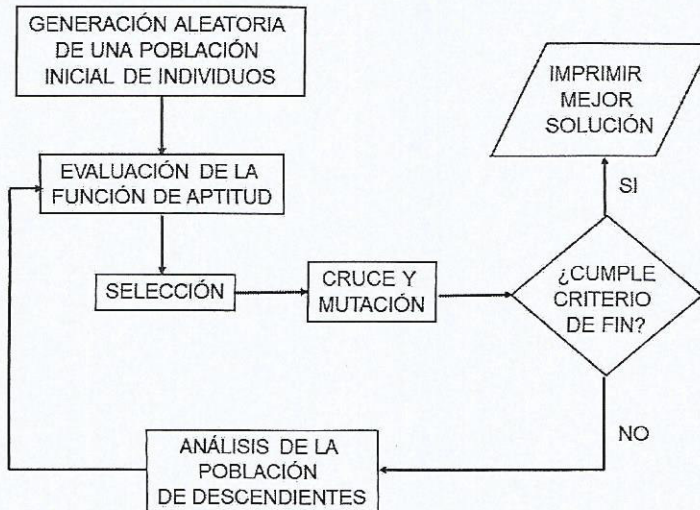 GENERACIÓN ALEATORIA
DE UNA POBLACIÓN
INICIAL DE INDIVIDUOS
EVALUACIÓN DE LA
FUNCIÓN DE APTITUD
SELECCIÓN
CRUCE Y
MUTACIÓN
¿CUMPLE
CRITERIO
DE FIN?
SI
IMPRIMIR
MEJOR
SOLUCIÓN
NO
ANÁLISIS DE LA
POBLACIÓN
DE DESCENDIENTES